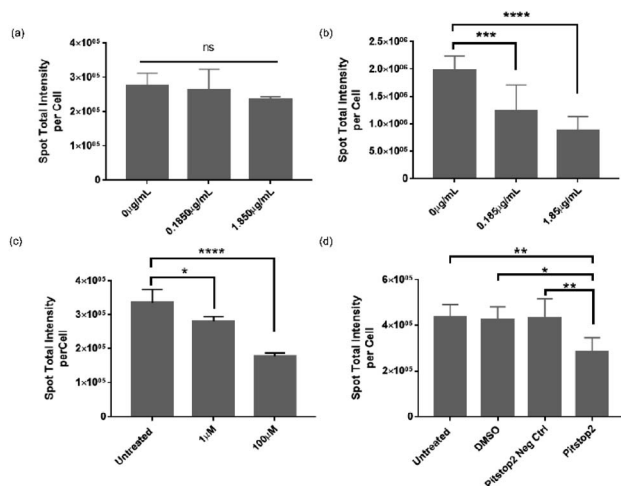 (a)
ns
4×10⁰⁵
3×10⁰⁵
2×10⁰⁵
1×10⁰⁵
0
Spot Total Intensity
per Cell
0µg/mL
0.1850µg/mL
1.850µg/mL
(b)
****
***
2.5×10⁰⁶
2.0×10⁰⁶
1.5×10⁰⁶
1.0×10⁰⁶
5.0×10⁰⁵
0
Spot Total Intensity
per Cell
0µg/mL
0.185µg/mL
1.85µg/mL
(c)
****
*
4×10⁰⁵
3×10⁰⁵
2×10⁰⁵
1×10⁰⁵
0
Spot Total Intensity
perCell
Untreated
1µM
100µM
(d)
**
*
**
6×10⁰⁵
4×10⁰⁵
2×10⁰⁵
0
Spot Total Intensity
per Cell
Untreated
DMSO
Pitstop2 Neg Ctrl
Pitstop2